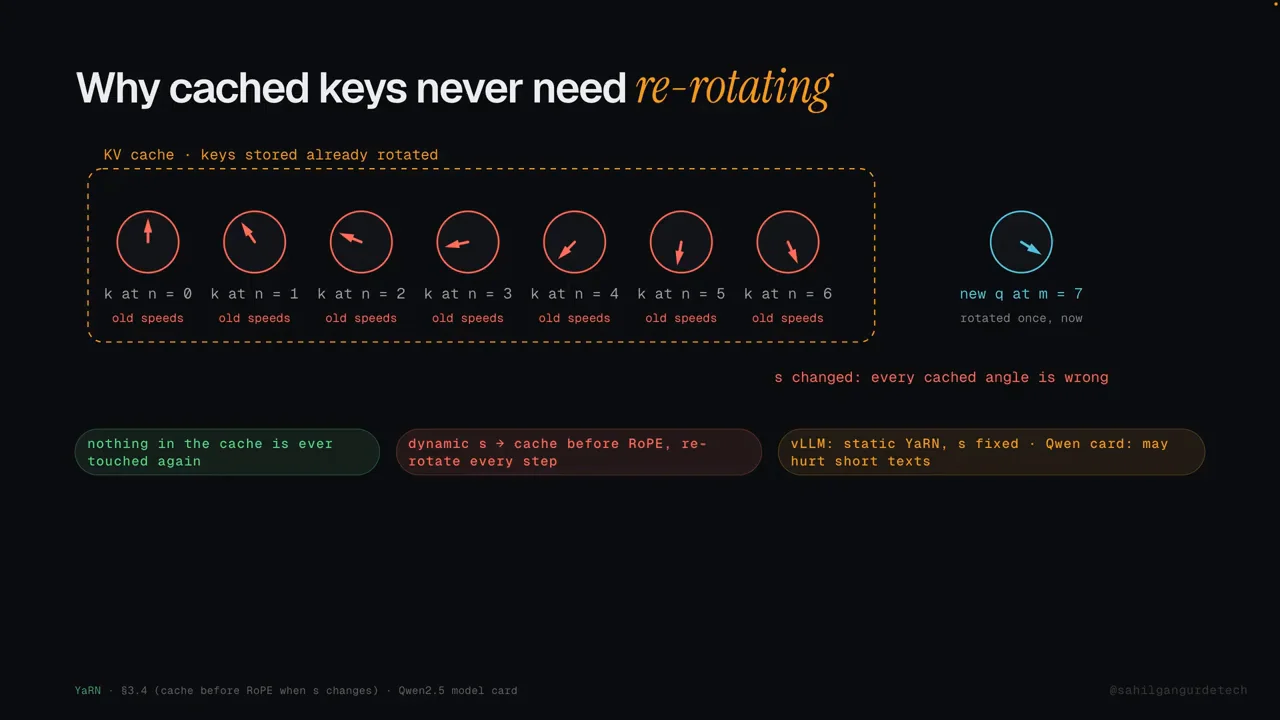 Why cached keys never need re-rotating
KV cache · keys stored already rotated
k at n = 0 k at n = 1 k at n = 2 k at n = 3 k at n = 4 k at n = 5 k at n = 6 new q at m = 7
old speeds old speeds old speeds old speeds old speeds old speeds old speeds rotated once, now
s changed: every cached angle is wrong
nothing in the cache is ever
touched again
dynamic s → cache before RoPE, re-
rotate every step
vLLM: static YaRN, s fixed · Qwen card: may
hurt short texts
YaRN · §3.4 (cache before RoPE when s changes) · Qwen2.5 model card
@sahilgangurdetech